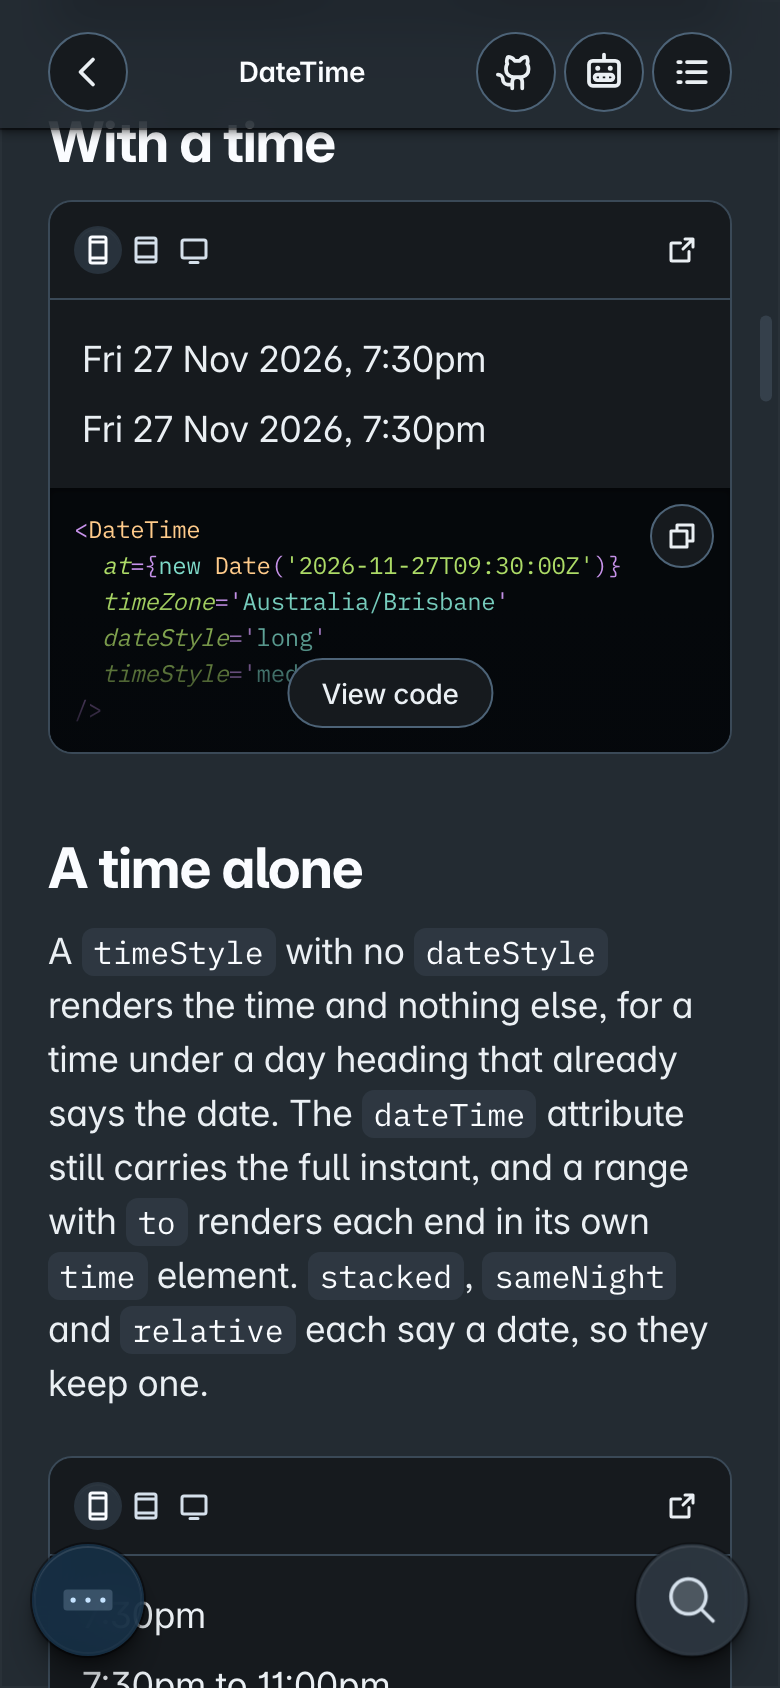 DateTime
With a time
Fri 27 Nov 2026, 7:30pm
Fri 27 Nov 2026, 7:30pm
<DateTime
at={new Date('2026-11-27T09:30:00Z')}
timeZone='Australia/Brisbane'
dateStyle='long'
timeStyle='med
View code
/>
A time alone
A timeStyle with no dateStyle
renders the time and nothing else, for a
time under a day heading that already
says the date. The dateTime attribute
still carries the full instant, and a range
with to renders each end in its own
time element. stacked, sameNight
and relative each say a date, so they
keep one.
30pm
7:30pm to 11:00pm